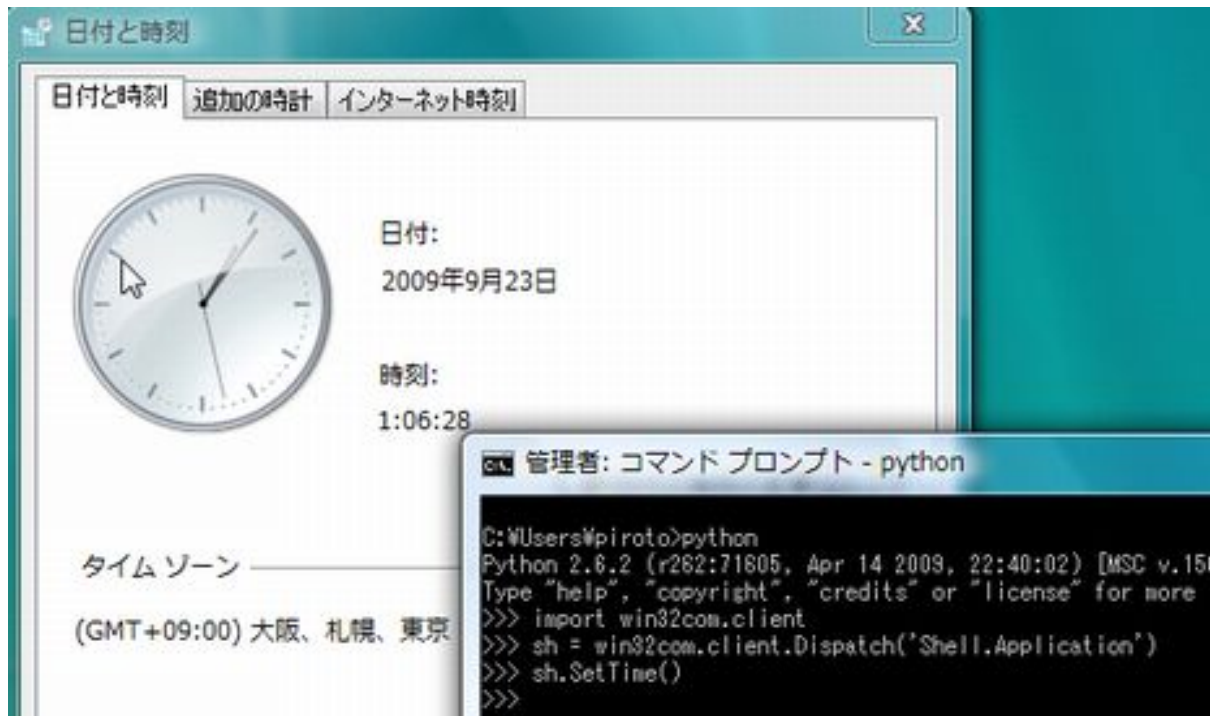 日付と時刻
日付と時刻
追加の時計
インターネット時刻
日付:
2009年9月23日
時刻:
1:06:28
タイム ゾーン
(GMT+09:00) 大阪、札幌、東京
管理者: コマンド プロンプト - python
C:¥Users¥piroto>python
Python 2.6.2 (r262:71605, Apr 14 2009, 22:40:02) [MSC v.150
Type "help", "copyright", "credits" or "license" for more
>>> import win32com.client
>>> sh = win32com.client.Dispatch('Shell.Application')
>>> sh.SetTime()
>>>